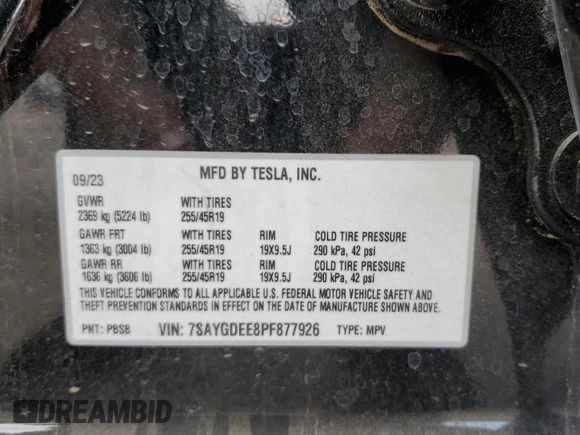 09/23 MFD BY TESLA, INC.
GVWR WITH TIRES
2369 kg (5224 lb) 255/45R19
GAWR FRT WITH TIRES RIM COLD TIRE PRESSURE
1363 kg (3004 lb) 255/45R19 19X9.5J 290 kPa, 42 psi
GAWR RR WITH TIRES RIM COLD TIRE PRESSURE
1636 kg (3606 lb) 255/45R19 19X9.5J 290 kPa, 42 psi
THIS VEHICLE CONFORMS TO ALL APPLICABLE U.S. FEDERAL MOTOR VEHICLE SAFETY AND
THEFT PREVENTION STANDARDS IN EFFECT ON THE DATE OF MANUFACTURE SHOWN ABOVE.
PNT: PBSB VIN: 7SAYGDEE8PF877926 TYPE: MPV
DREAMBID